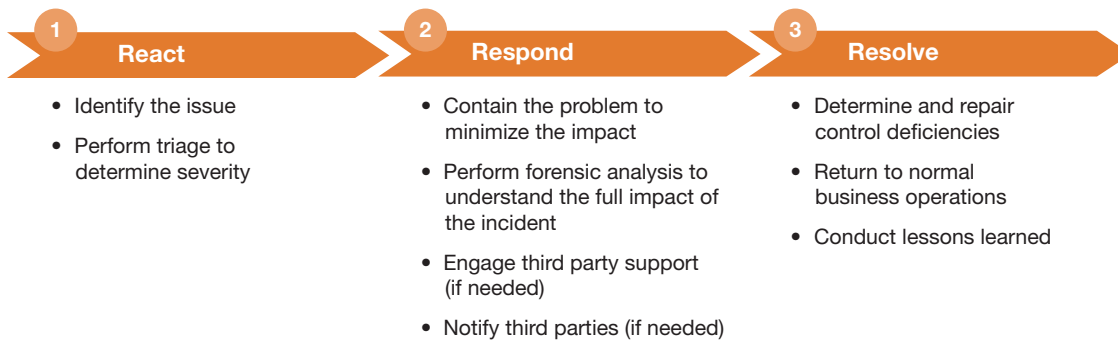 1
React
• Identify the issue
• Perform triage to
determine severity
2
Respond
• Contain the problem to
minimize the impact
• Perform forensic analysis to
understand the full impact of
the incident
• Engage third party support
(if needed)
• Notify third parties (if needed)
3
Resolve
• Determine and repair
control deficiencies
• Return to normal
business operations
• Conduct lessons learned